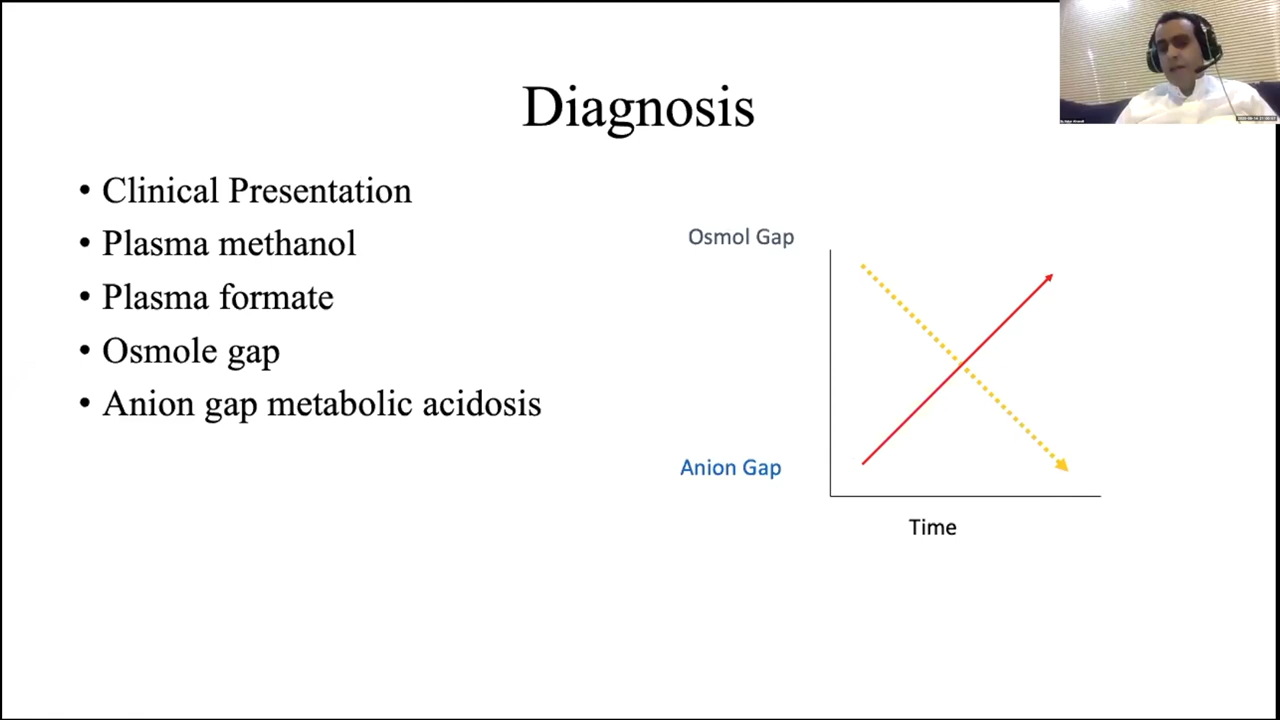 Diagnosis
• Clinical Presentation
• Plasma methanol
• Plasma formate
• Osmole gap
• Anion gap metabolic acidosis
Osmol Gap
Anion Gap
Time